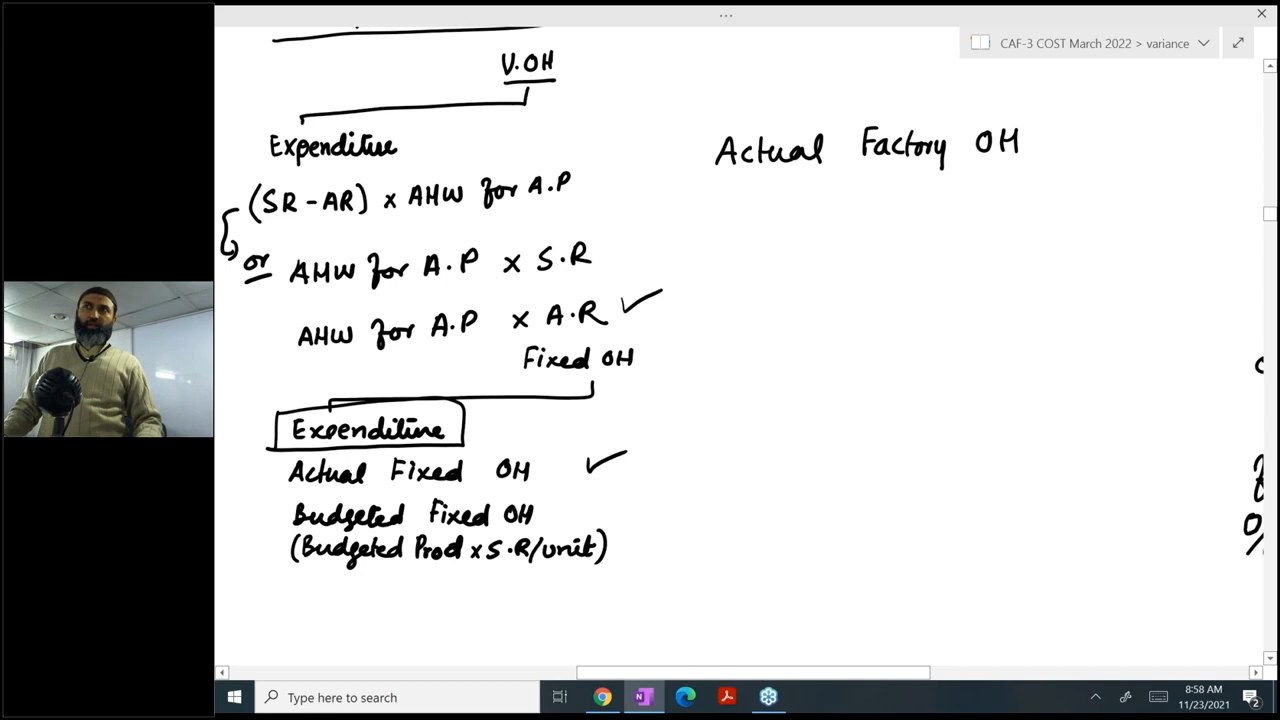 CAF-3 COST March 2022 > variance
V.OH
Expenditure
(SR - AR) x AHW for A.P
or AHW for A.P x S.R
AHW for A.P x A.R ✓
Fixed OH
Expenditure
Actual Fixed OH ✓
Budgeted Fixed OH
(Budgeted Prod x S.R/unit)
Actual Factory OH
Type here to search
8:58 AM
11/23/2021
2